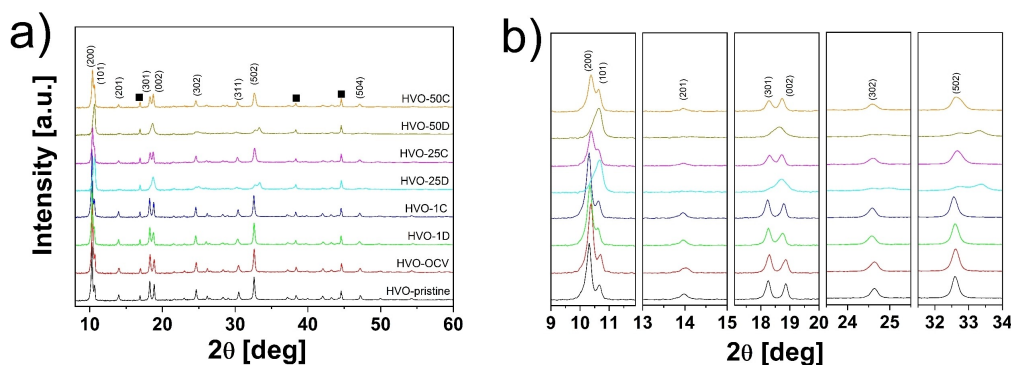 a)
Intensity [a.u.]
(200)
(101)
(201)
(301)
(002)
(302)
(311)
(502)
(504)
HVO-50C
HVO-50D
HVO-25C
HVO-25D
HVO-1C
HVO-1D
HVO-OCV
HVO-pristine
10 20 30 40 50 60
2θ [deg]
b)
(200)
(101)
(201)
(301)
(002)
(302)
(502)
9 10 11 13 14 15 17 18 19 20 24 25 32 33 34
2θ [deg]